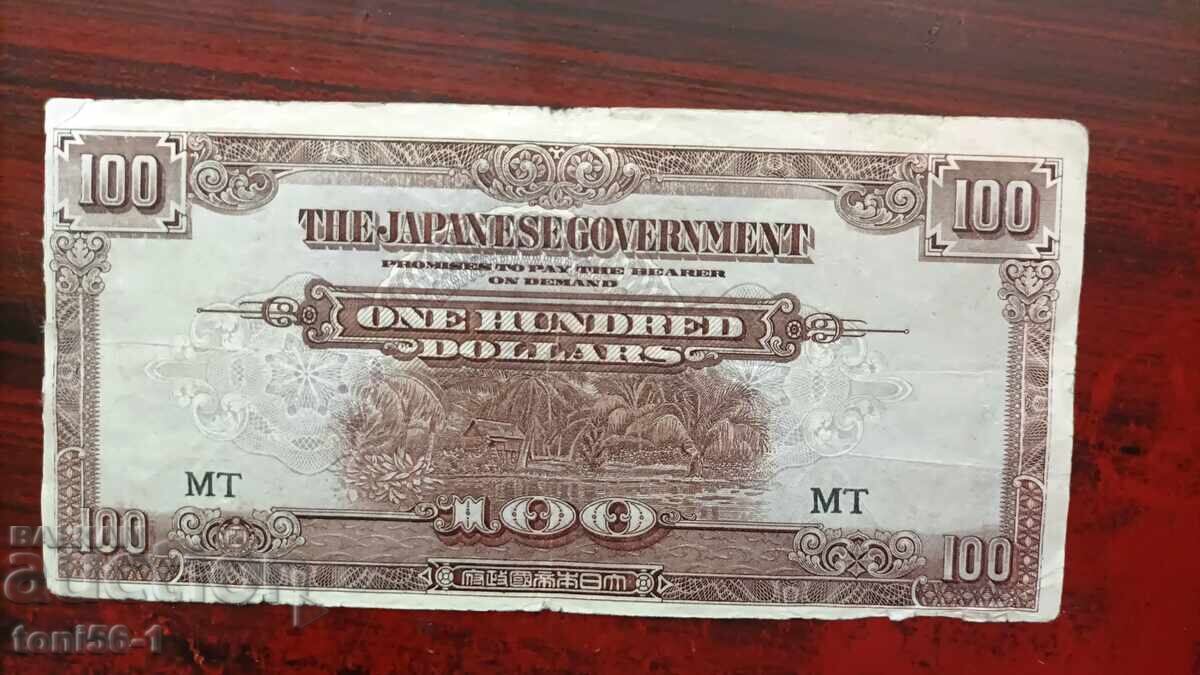 100 100
THE JAPANESE GOVERNMENT
PROMISES TO PAY THE BEARER
ON DEMAND
ONE HUNDRED
DOLLARS
MT MT
100
100 100
府政國帝本日大
auction
toni56-1